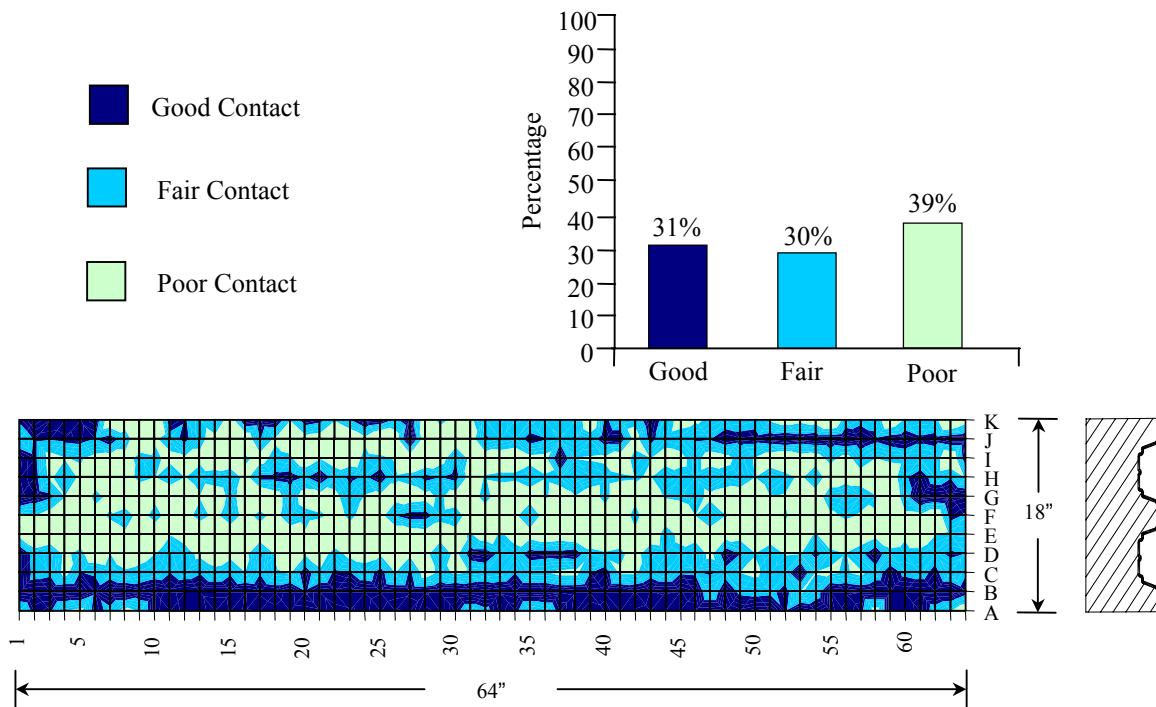 Good Contact
Fair Contact
Poor Contact
Percentage
100
90
80
70
60
50
40
30
20
10
0
31%
30%
39%
Good Fair Poor
K
J
I
H
G
F
E
D
C
B
A
18”
1 5 10 15 20 25 30 35 40 45 50 55 60
64”